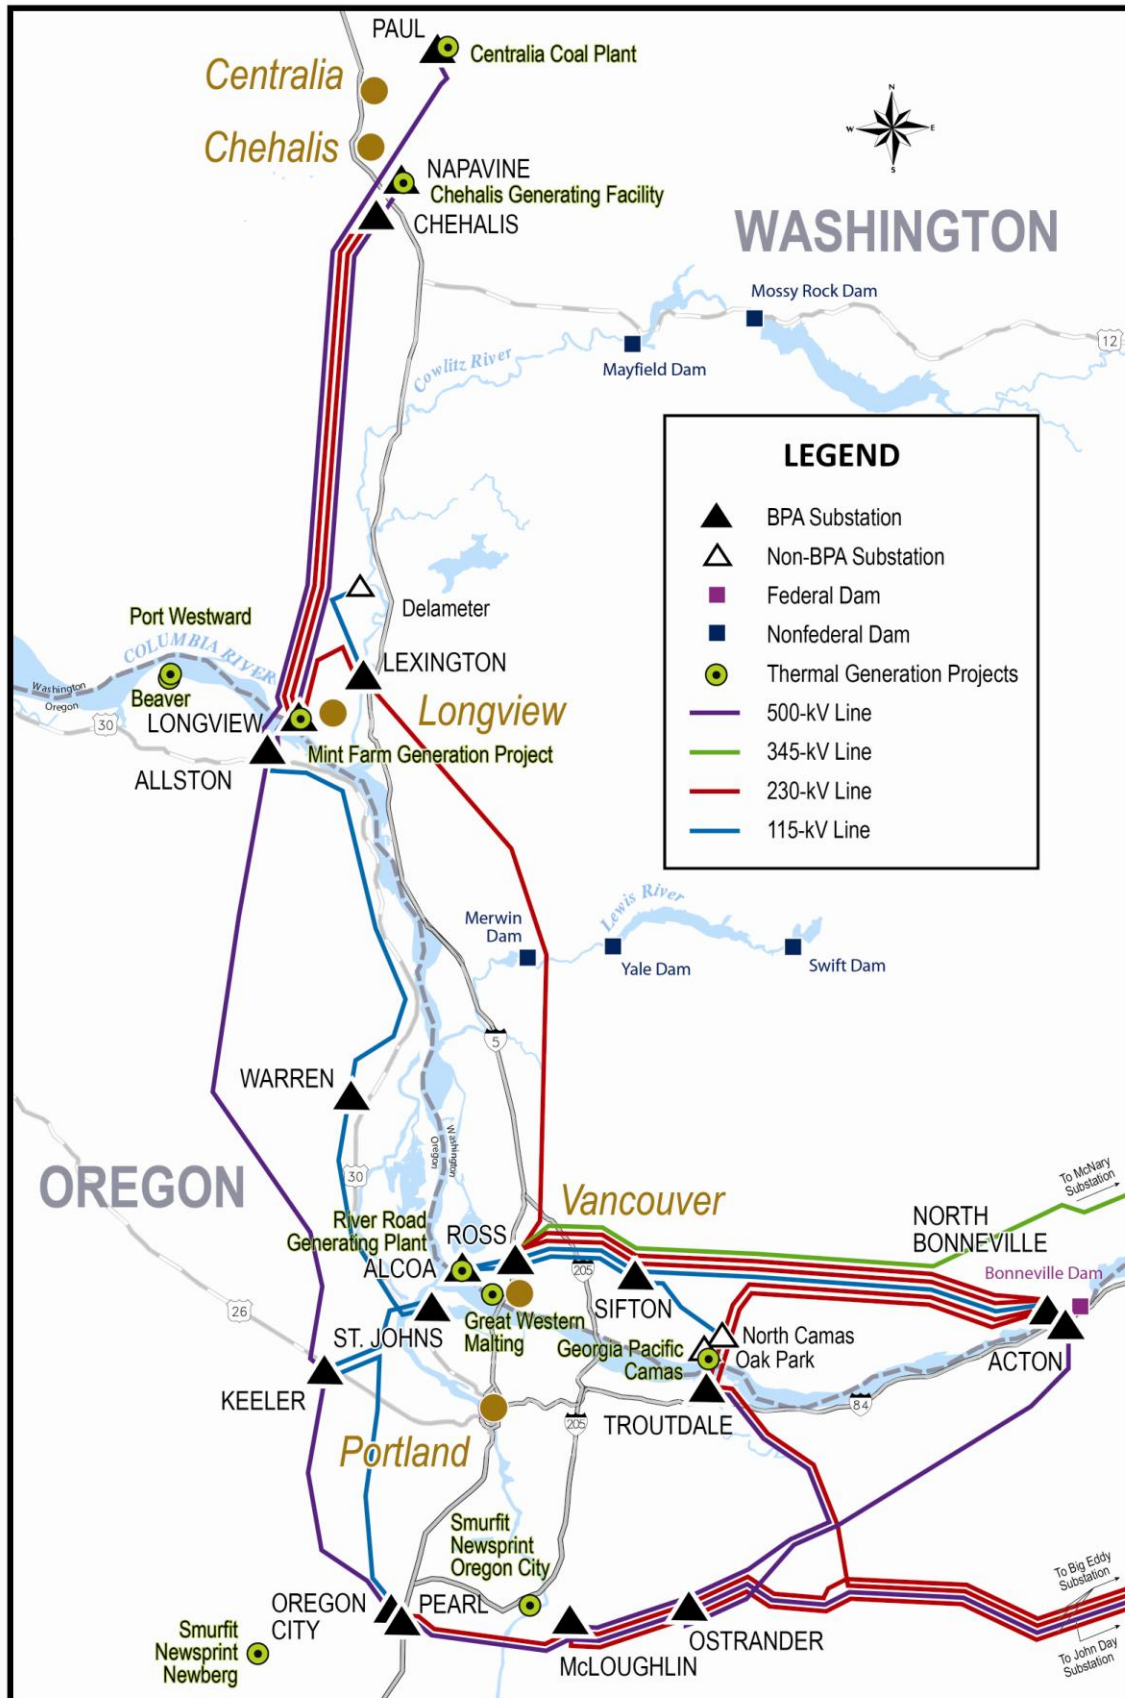 PAUL
Centralia Coal Plant
Centralia
Chehalis
N
W
E
S
NAPAVINE
Chehalis Generating Facility
CHEHALIS
WASHINGTON
Mossy Rock Dam
Cowlitz River
Mayfield Dam
12
LEGEND
BPA Substation
Non-BPA Substation
Federal Dam
Nonfederal Dam
Thermal Generation Projects
500-kV Line
345-kV Line
230-kV Line
115-kV Line
Delameter
Port Westward
COLUMBIA RIVER
LEXINGTON
Washington
Oregon
Beaver
30
LONGVIEW
Longview
Mint Farm Generation Project
ALLSTON
Merwin
Dam
Lewis River
Yale Dam
Swift Dam
5
WARREN
Washington
Oregon
OREGON
30
To McNary
Substation
Vancouver
River Road
Generating Plant
ROSS
NORTH
BONNEVILLE
ALCOA
205
Bonneville Dam
26
ST. JOHNS
Great Western
Malting
SIFTON
North Camas
Georgia Pacific
Camas
Oak Park
ACTON
KEELER
TROUTDALE
84
205
Portland
Smurfit
Newsprint
Oregon City
To Big Eddy
Substation
OREGON
CITY
PEARL
OSTRANDER
Smurfit
Newsprint
Newberg
McLOUGHLIN
To John Day
Substation